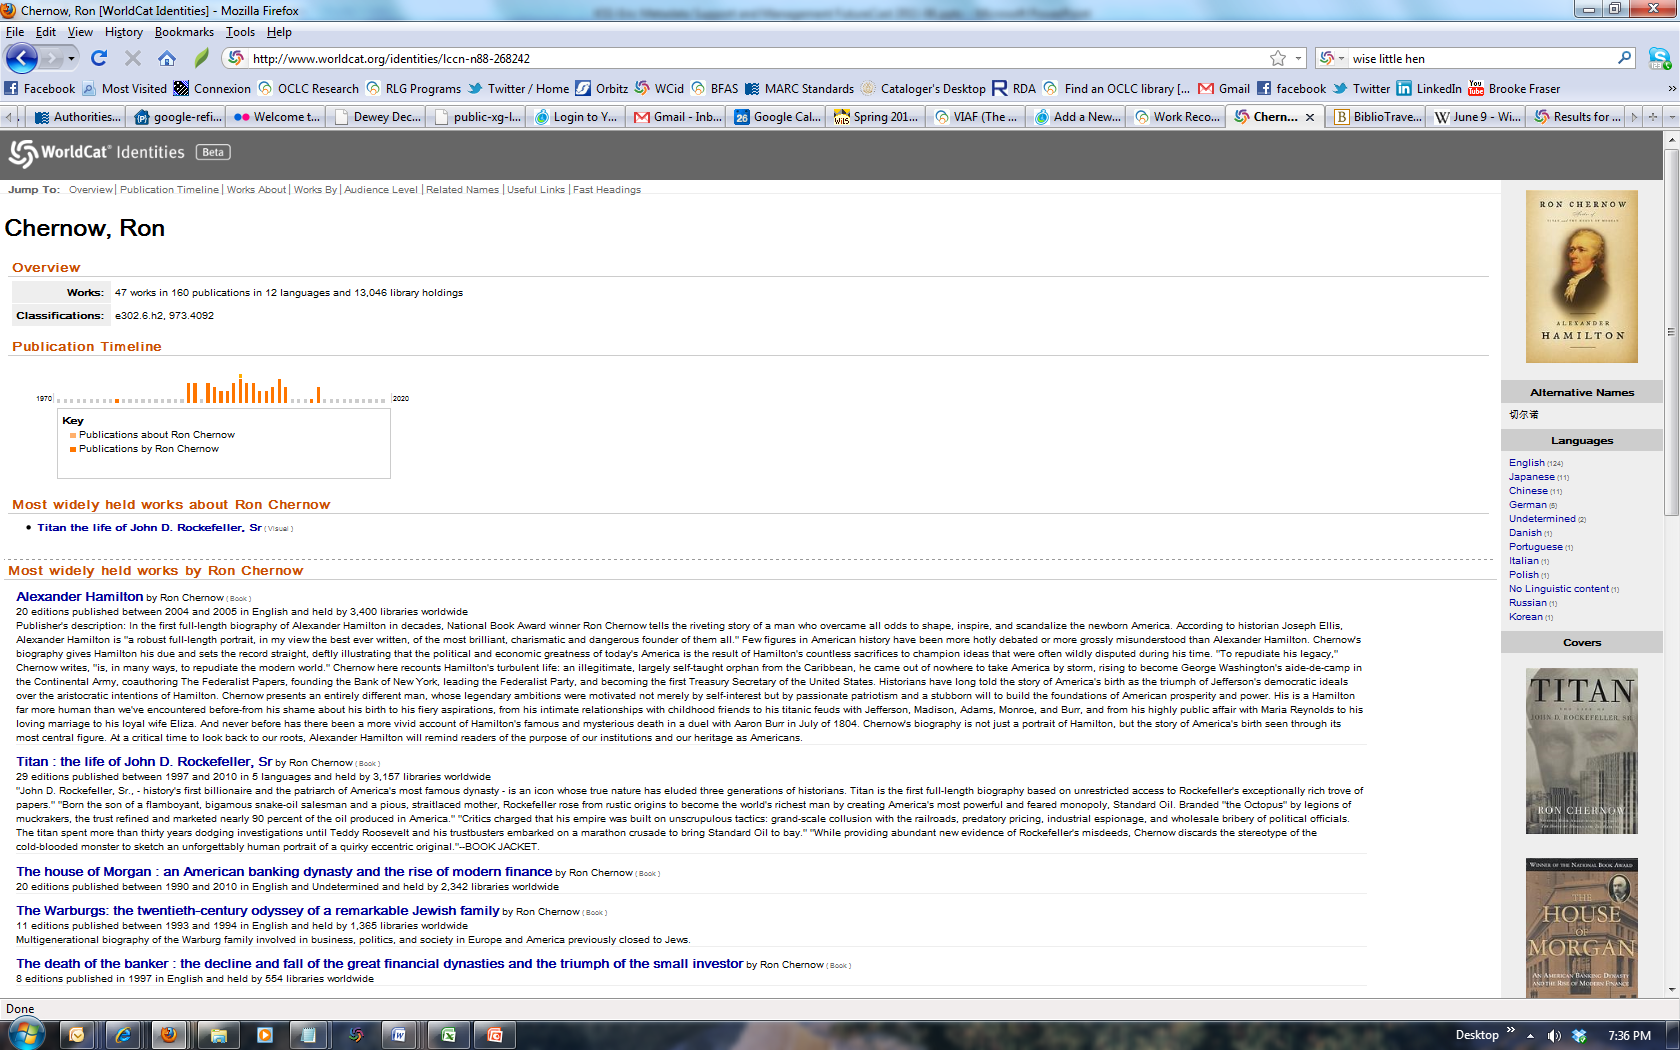 Chernow, Ron [WorldCat Identities] - Mozilla Firefox
File Edit View History Bookmarks Tools Help
http://www.worldcat.org/identities/lccn-n88-268242
wise little hen
Facebook Most Visited Connexion OCLC Research RLG Programs Twitter / Home Orbitz WCid BFAS MARC Standards Cataloger's Desktop RDA Find an OCLC library [... Gmail facebook Twitter LinkedIn Brooke Fraser
Authorities... google-refi... Welcome t... Dewey Dec... public-xg-l... Login to Y... Gmail - Inb... Google Cal... Spring 201... VIAF (The ... Add a New... Work Reco... Chern... BiblioTrave... June 9 - Wi... Results for ...
WorldCat Identities Beta
Jump To: Overview | Publication Timeline | Works About | Works By | Audience Level | Related Names | Useful Links | Fast Headings
Chernow, Ron
Overview
Works: 47 works in 160 publications in 12 languages and 13,046 library holdings
Classifications: e302.6.h2, 973.4092
Publication Timeline
1970 2020
Key
Publications about Ron Chernow
Publications by Ron Chernow
Most widely held works about Ron Chernow
• Titan the life of John D. Rockefeller, Sr ( Visual )
Most widely held works by Ron Chernow
Alexander Hamilton by Ron Chernow ( Book )
20 editions published between 2004 and 2005 in English and held by 3,400 libraries worldwide
Publisher's description: In the first full-length biography of Alexander Hamilton in decades, National Book Award winner Ron Chernow tells the riveting story of a man who overcame all odds to shape, inspire, and scandalize the newborn America. According to historian Joseph Ellis,
Alexander Hamilton is "a robust full-length portrait, in my view the best ever written, of the most brilliant, charismatic and dangerous founder of them all." Few figures in American history have been more hotly debated or more grossly misunderstood than Alexander Hamilton. Chernow's
biography gives Hamilton his due and sets the record straight, deftly illustrating that the political and economic greatness of today's America is the result of Hamilton's countless sacrifices to champion ideas that were often wildly disputed during his time. "To repudiate his legacy,"
Chernow writes, "is, in many ways, to repudiate the modern world." Chernow here recounts Hamilton's turbulent life: an illegitimate, largely self-taught orphan from the Caribbean, he came out of nowhere to take America by storm, rising to become George Washington's aide-de-camp in
the Continental Army, coauthoring The Federalist Papers, founding the Bank of New York, leading the Federalist Party, and becoming the first Treasury Secretary of the United States. Historians have long told the story of America's birth as the triumph of Jefferson's democratic ideals
over the aristocratic intentions of Hamilton. Chernow presents an entirely different man, whose legendary ambitions were motivated not merely by self-interest but by passionate patriotism and a stubborn will to build the foundations of American prosperity and power. His is a Hamilton
far more human than we've encountered before-from his shame about his birth to his fiery aspirations, from his intimate relationships with childhood friends to his titanic feuds with Jefferson, Madison, Adams, Monroe, and Burr, and from his highly public affair with Maria Reynolds to his
loving marriage to his loyal wife Eliza. And never before has there been a more vivid account of Hamilton's famous and mysterious death in a duel with Aaron Burr in July of 1804. Chernow's biography is not just a portrait of Hamilton, but the story of America's birth seen through its
most central figure. At a critical time to look back to our roots, Alexander Hamilton will remind readers of the purpose of our institutions and our heritage as Americans.
Titan : the life of John D. Rockefeller, Sr by Ron Chernow ( Book )
29 editions published between 1997 and 2010 in 5 languages and held by 3,157 libraries worldwide
"John D. Rockefeller, Sr., - history's first billionaire and the patriarch of America's most famous dynasty - is an icon whose true nature has eluded three generations of historians. Titan is the first full-length biography based on unrestricted access to Rockefeller's exceptionally rich trove of
papers." "Born the son of a flamboyant, bigamous snake-oil salesman and a pious, straitlaced mother, Rockefeller rose from rustic origins to become the world's richest man by creating America's most powerful and feared monopoly, Standard Oil. Branded "the Octopus" by legions of
muckrakers, the trust refined and marketed nearly 90 percent of the oil produced in America." "Critics charged that his empire was built on unscrupulous tactics: grand-scale collusion with the railroads, predatory pricing, industrial espionage, and wholesale bribery of political officials.
The titan spent more than thirty years dodging investigations until Teddy Roosevelt and his trustbusters embarked on a marathon crusade to bring Standard Oil to bay." "While providing abundant new evidence of Rockefeller's misdeeds, Chernow discards the stereotype of the
cold-blooded monster to sketch an unforgettably human portrait of a quirky eccentric original."--BOOK JACKET.
The house of Morgan : an American banking dynasty and the rise of modern finance by Ron Chernow ( Book )
20 editions published between 1990 and 2010 in English and Undetermined and held by 2,342 libraries worldwide
The Warburgs: the twentieth-century odyssey of a remarkable Jewish family by Ron Chernow ( Book )
11 editions published between 1993 and 1994 in English and held by 1,365 libraries worldwide
Multigenerational biography of the Warburg family involved in business, politics, and society in Europe and America previously closed to Jews.
The death of the banker : the decline and fall of the great financial dynasties and the triumph of the small investor by Ron Chernow ( Book )
8 editions published in 1997 in English and held by 554 libraries worldwide
RON CHERNOW
ALEXANDER
HAMILTON
Alternative Names
切尔诺
Languages
English (124)
Japanese (11)
Chinese (11)
German (5)
Undetermined (2)
Danish (1)
Portuguese (1)
Italian (1)
Polish (1)
No Linguistic content (1)
Russian (1)
Korean (1)
Covers
TITAN
THE LIFE OF
JOHN D. ROCKEFELLER, SR.
RON CHERNOW
WINNER OF THE NATIONAL BOOK AWARD
THE
HOUSE
OF
MORGAN
AN AMERICAN BANKING DYNASTY
AND THE RISE OF MODERN FINANCE
Done
Desktop
7:36 PM